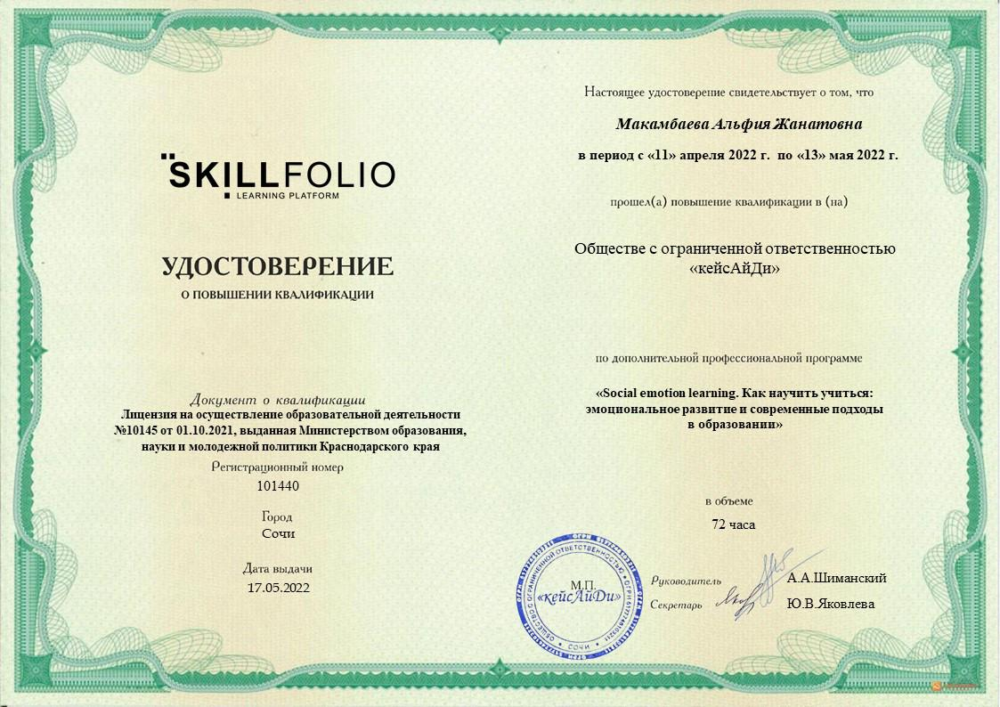 SKILLFOLIO
LEARNING PLATFORM
УДОСТОВЕРЕНИЕ
О ПОВЫШЕНИИ КВАЛИФИКАЦИИ
Документ о квалификации
Лицензия на осуществление образовательной деятельности
№10145 от 01.10.2021, выданная Министерством образования,
науки и молодежной политики Краснодарского края
Регистрационный номер
101440
Город
Сочи
Дата выдачи
17.05.2022
Настоящее удостоверение свидетельствует о том, что
Макамбаева Альфия Жанатовна
в период с «11» апреля 2022 г. по «13» мая 2022 г.
прошел(а) повышение квалификации в (на)
Обществе с ограниченной ответственностью
«кейсАйДи»
по дополнительной профессиональной программе
«Social emotion learning. Как научить учиться:
эмоциональное развитие и современные подходы
в образовании»
в объеме
72 часа
М.П.
«кейсАйДи»
ОБЩЕСТВО С ОГРАНИЧЕННОЙ ОТВЕТСТВЕННОСТЬЮ
СОЧИ
Руководитель
А.А.Шиманский
Секретарь
Ю.В.Яковлева